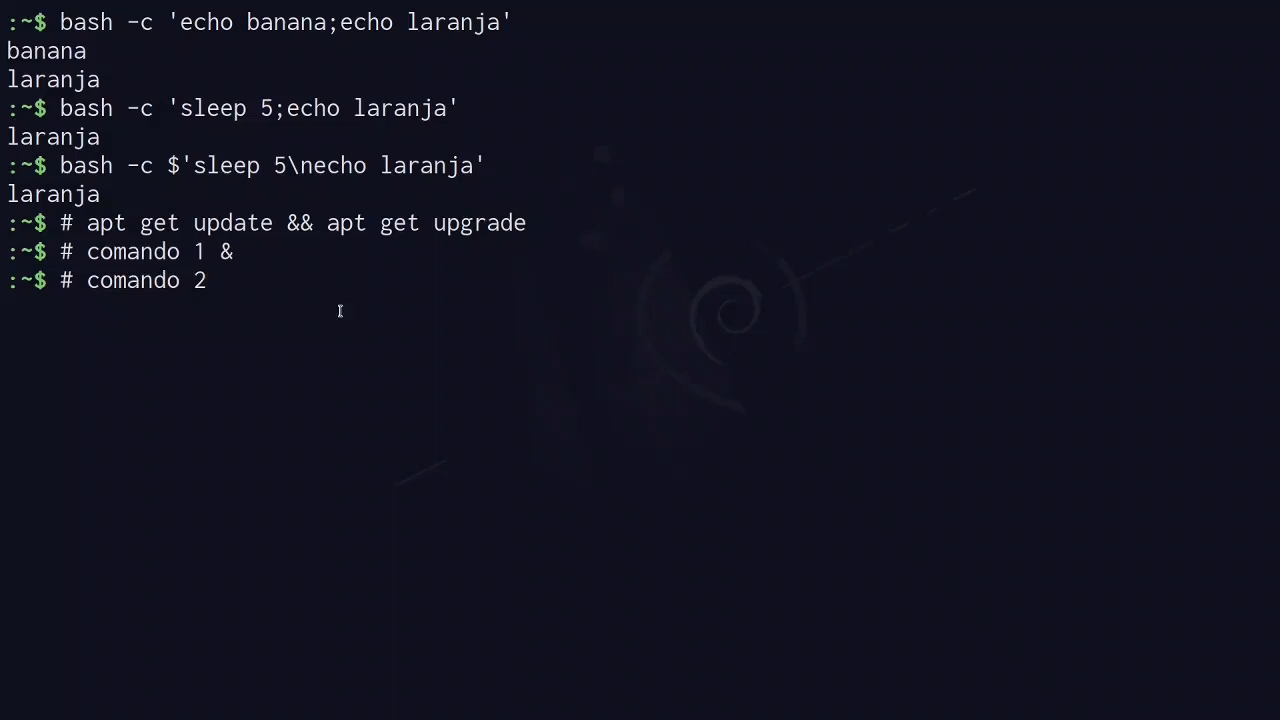 :~$ bash -c 'echo banana;echo laranja'
banana
laranja
:~$ bash -c 'sleep 5;echo laranja'
laranja
:~$ bash -c $'sleep 5\necho laranja'
laranja
:~$ # apt get update && apt get upgrade
:~$ # comando 1 &
:~$ # comando 2